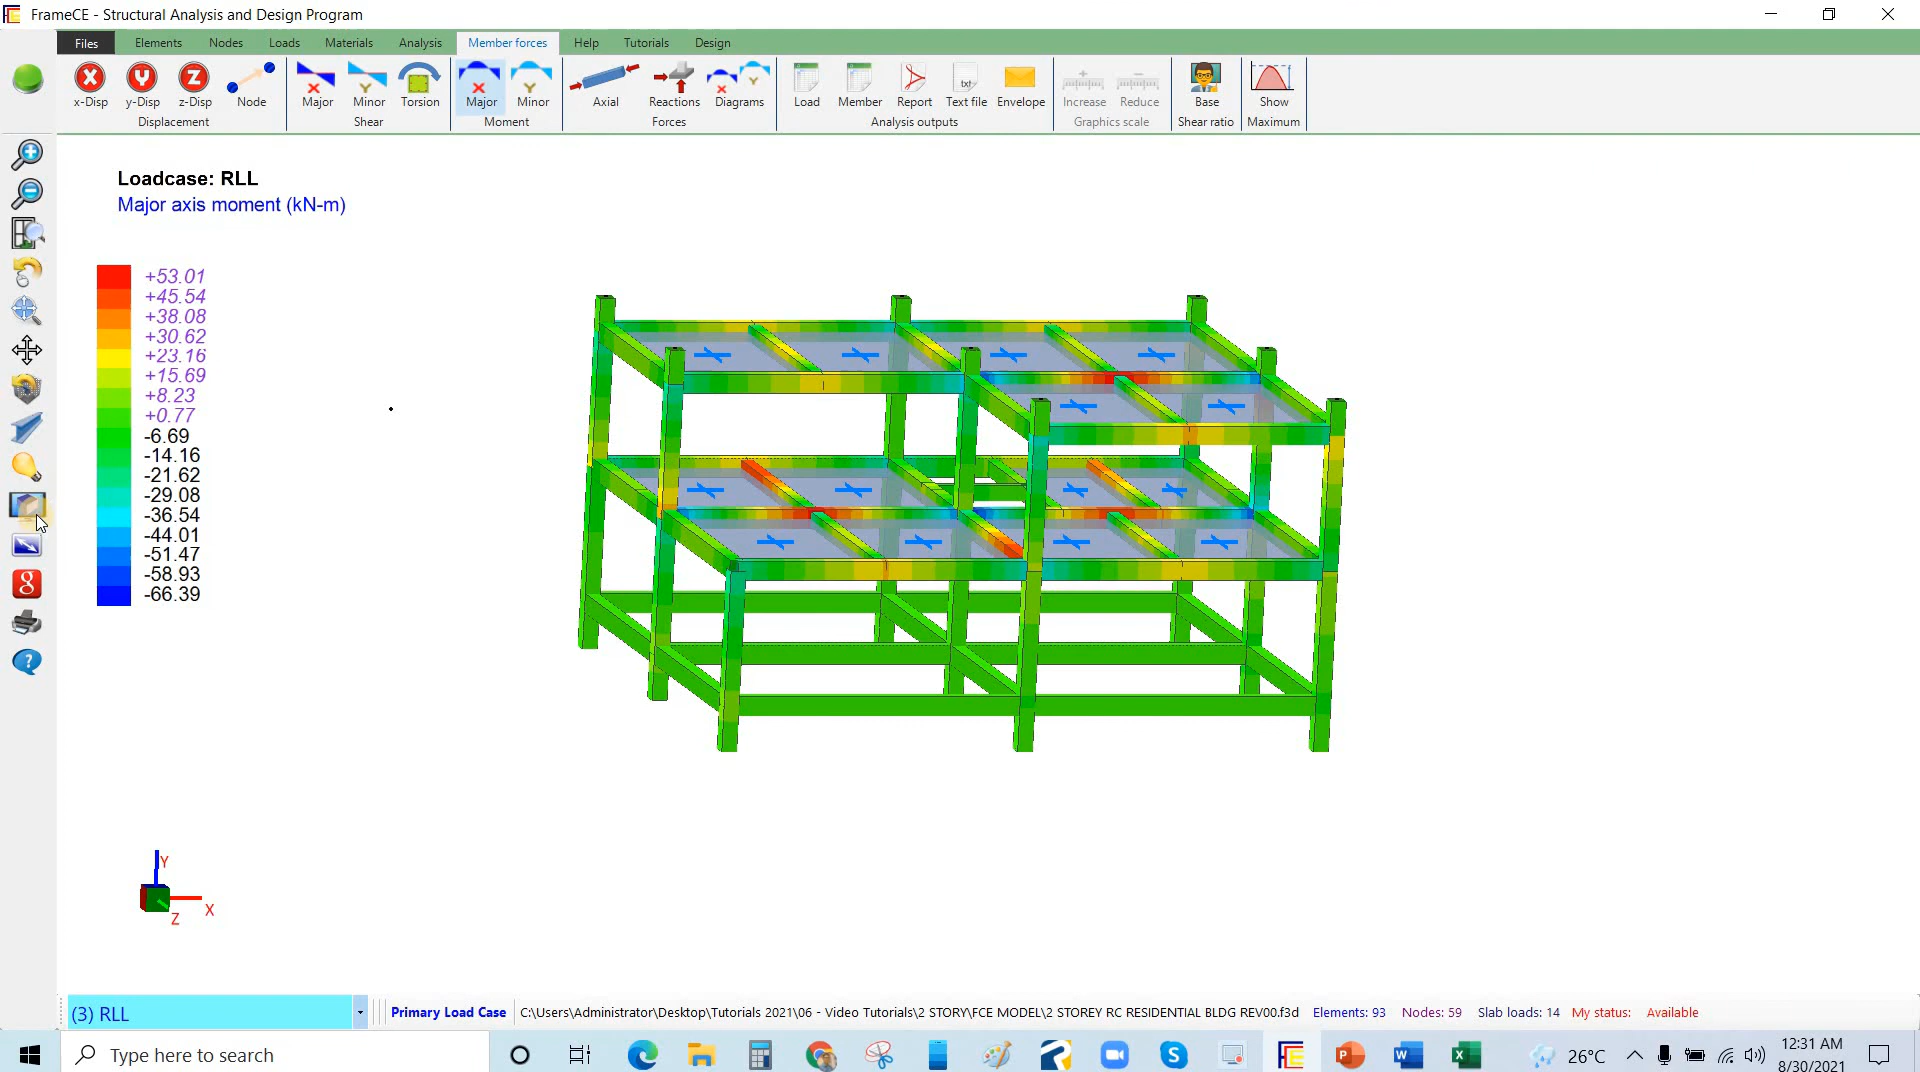 FrameCE - Structural Analysis and Design Program
Files Elements Nodes Loads Materials Analysis Member forces Help Tutorials Design
X Y Z X Y X Y txt
x-Disp y-Disp z-Disp Node Major Minor Torsion Major Minor Axial Reactions Diagrams Load Member Report Text file Envelope Increase Reduce Base Show
Displacement Shear Moment Forces Analysis outputs Graphics scale Shear ratio Maximum
Loadcase: RLL
Major axis moment (kN-m)
+53.01
+45.54
+38.08
+30.62
+23.16
+15.69
+8.23
+0.77
-6.69
-14.16
-21.62
-29.08
-36.54
-44.01
-51.47
-58.93
-66.39
8
?
Y
X
Z
(3) RLL Primary Load Case C:\Users\Administrator\Desktop\Tutorials 2021\06 - Video Tutorials\2 STORY\FCE MODEL\2 STOREY RC RESIDENTIAL BLDG REV00.f3d Elements: 93 Nodes: 59 Slab loads: 14 My status: Available
Type here to search
26°C
12:31 AM
8/30/2021